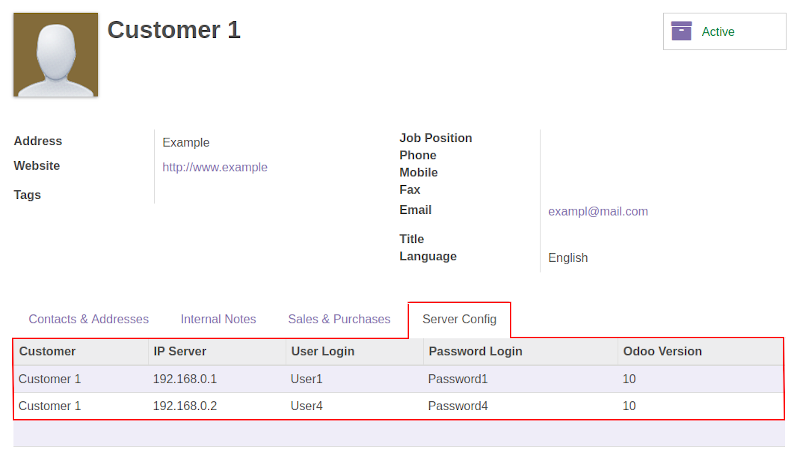 Customer 1
Active
Address
Example
Website
http://www.example
Tags
Job Position
Phone
Mobile
Fax
Email
exampl@mail.com
Title
Language
English
Contacts & Addresses Internal Notes Sales & Purchases Server Config
Customer IP Server User Login Password Login Odoo Version
Customer 1 192.168.0.1 User1 Password1 10
Customer 1 192.168.0.2 User4 Password4 10